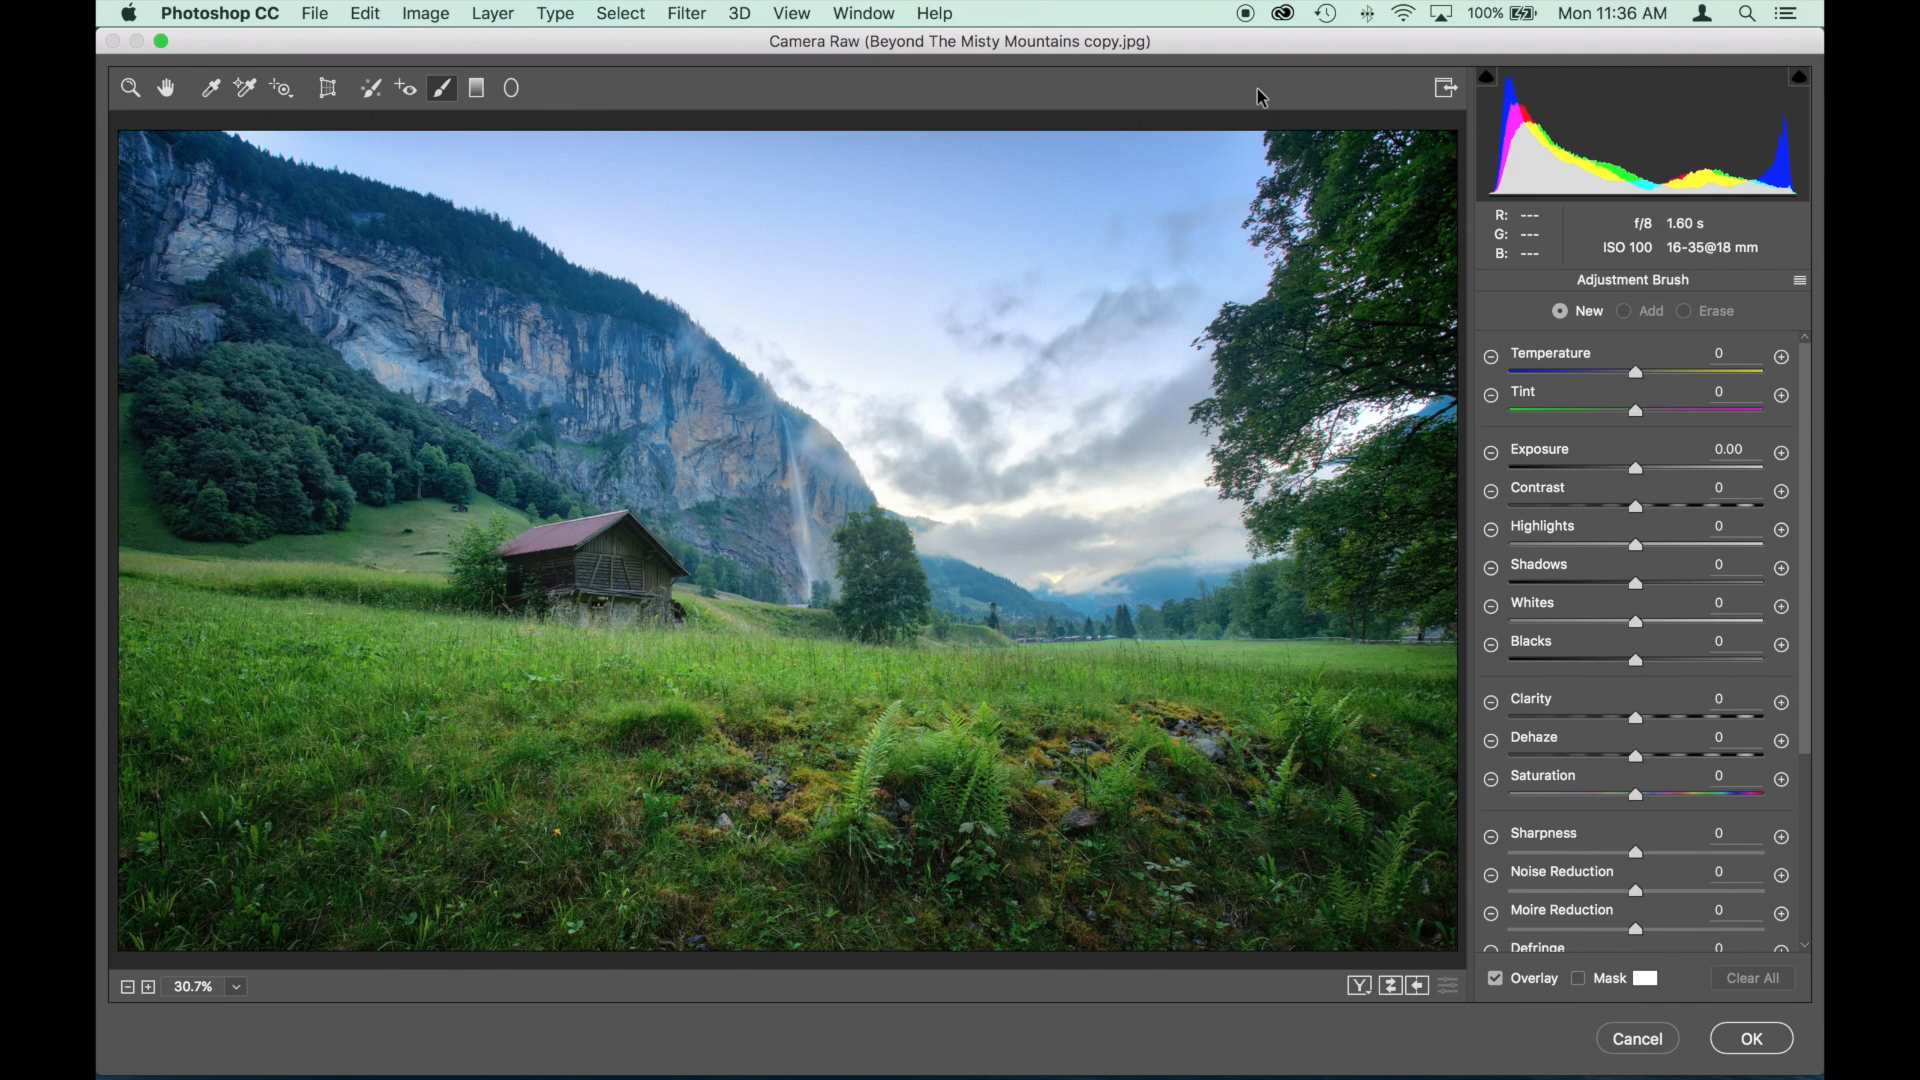 Photoshop CC File Edit Image Layer Type Select Filter 3D View Window Help 100% Mon 11:36 AM
Camera Raw (Beyond The Misty Mountains copy.jpg)
R: ---
G: ---
B: ---
f/8 1.60 s
ISO 100 16-35@18 mm
Adjustment Brush
New Add Erase
Temperature 0
Tint 0
Exposure 0.00
Contrast 0
Highlights 0
Shadows 0
Whites 0
Blacks 0
Clarity 0
Dehaze 0
Saturation 0
Sharpness 0
Noise Reduction 0
Moire Reduction 0
Defringe 0
30.7%
Y
Overlay Mask Clear All
Cancel OK